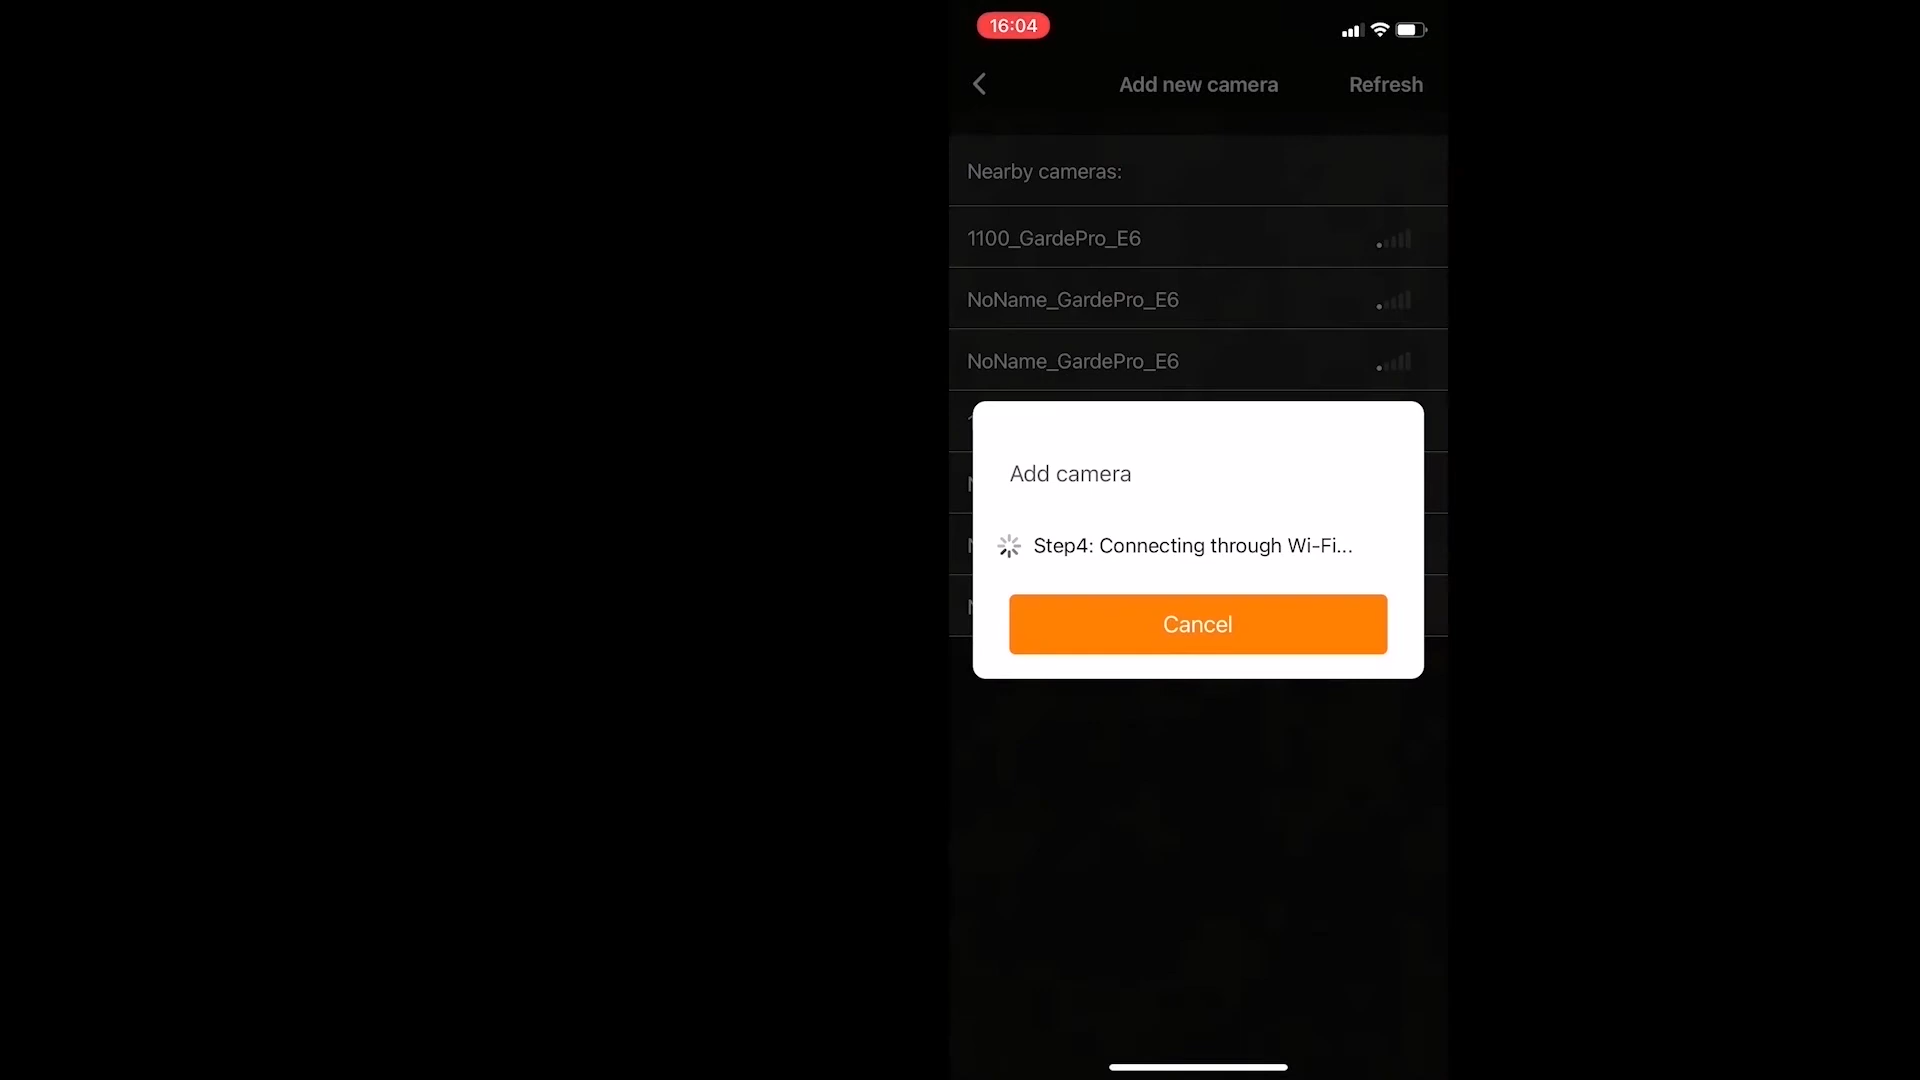 16:04
Add new camera
Refresh
Nearby cameras:
1100_GardePro_E6
NoName_GardePro_E6
NoName_GardePro_E6
Add camera
Step4: Connecting through Wi-Fi...
Cancel